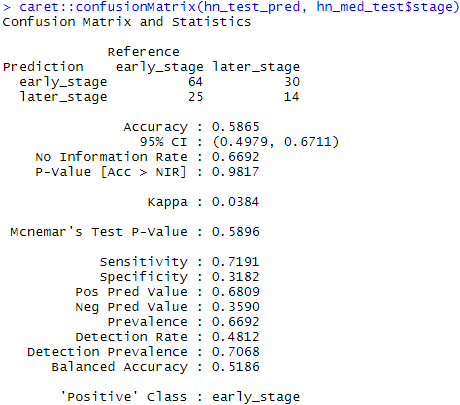 > caret::confusionMatrix(hn_test_pred, hn_med_test$stage)
Confusion Matrix and Statistics
Reference
Prediction early_stage later_stage
early_stage 64 30
later_stage 25 14
Accuracy : 0.5865
95% CI : (0.4979, 0.6711)
No Information Rate : 0.6692
P-Value [Acc > NIR] : 0.9817
Kappa : 0.0384
Mcnemar's Test P-Value : 0.5896
Sensitivity : 0.7191
Specificity : 0.3182
Pos Pred Value : 0.6809
Neg Pred Value : 0.3590
Prevalence : 0.6692
Detection Rate : 0.4812
Detection Prevalence : 0.7068
Balanced Accuracy : 0.5186
'Positive' Class : early_stage